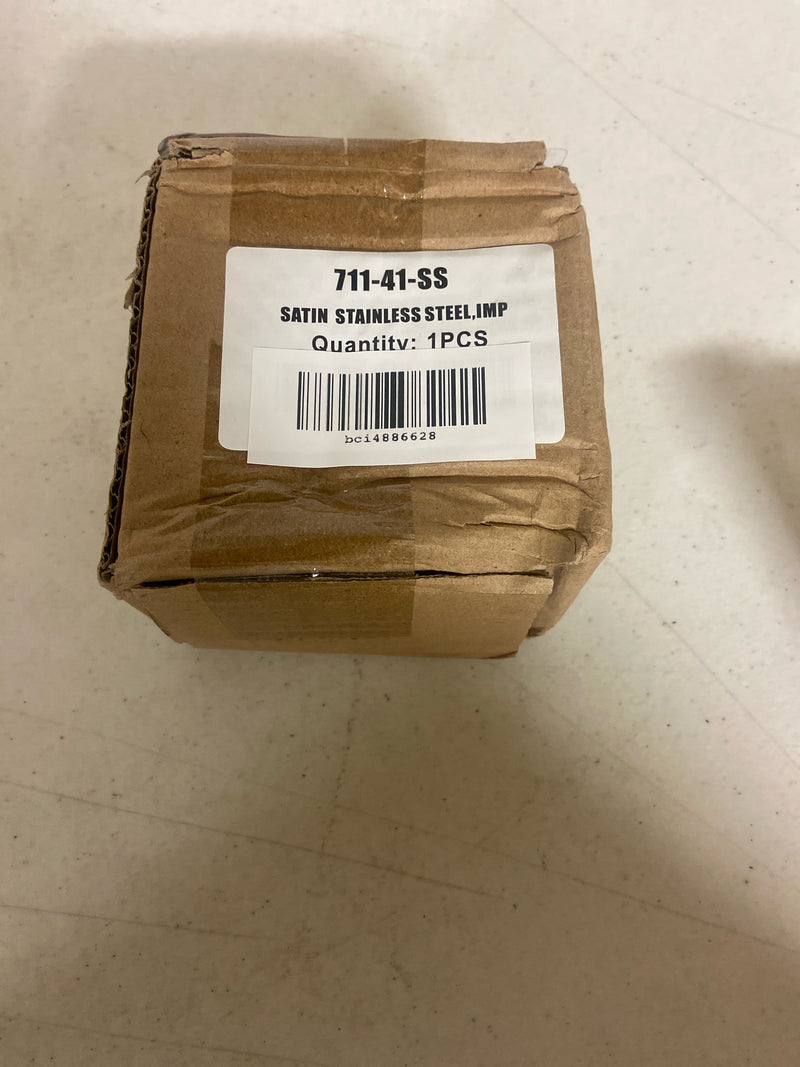 711-41-SS
SATIN STAINLESS STEEL,IMP
Quantity: 1PCS
bci4886628